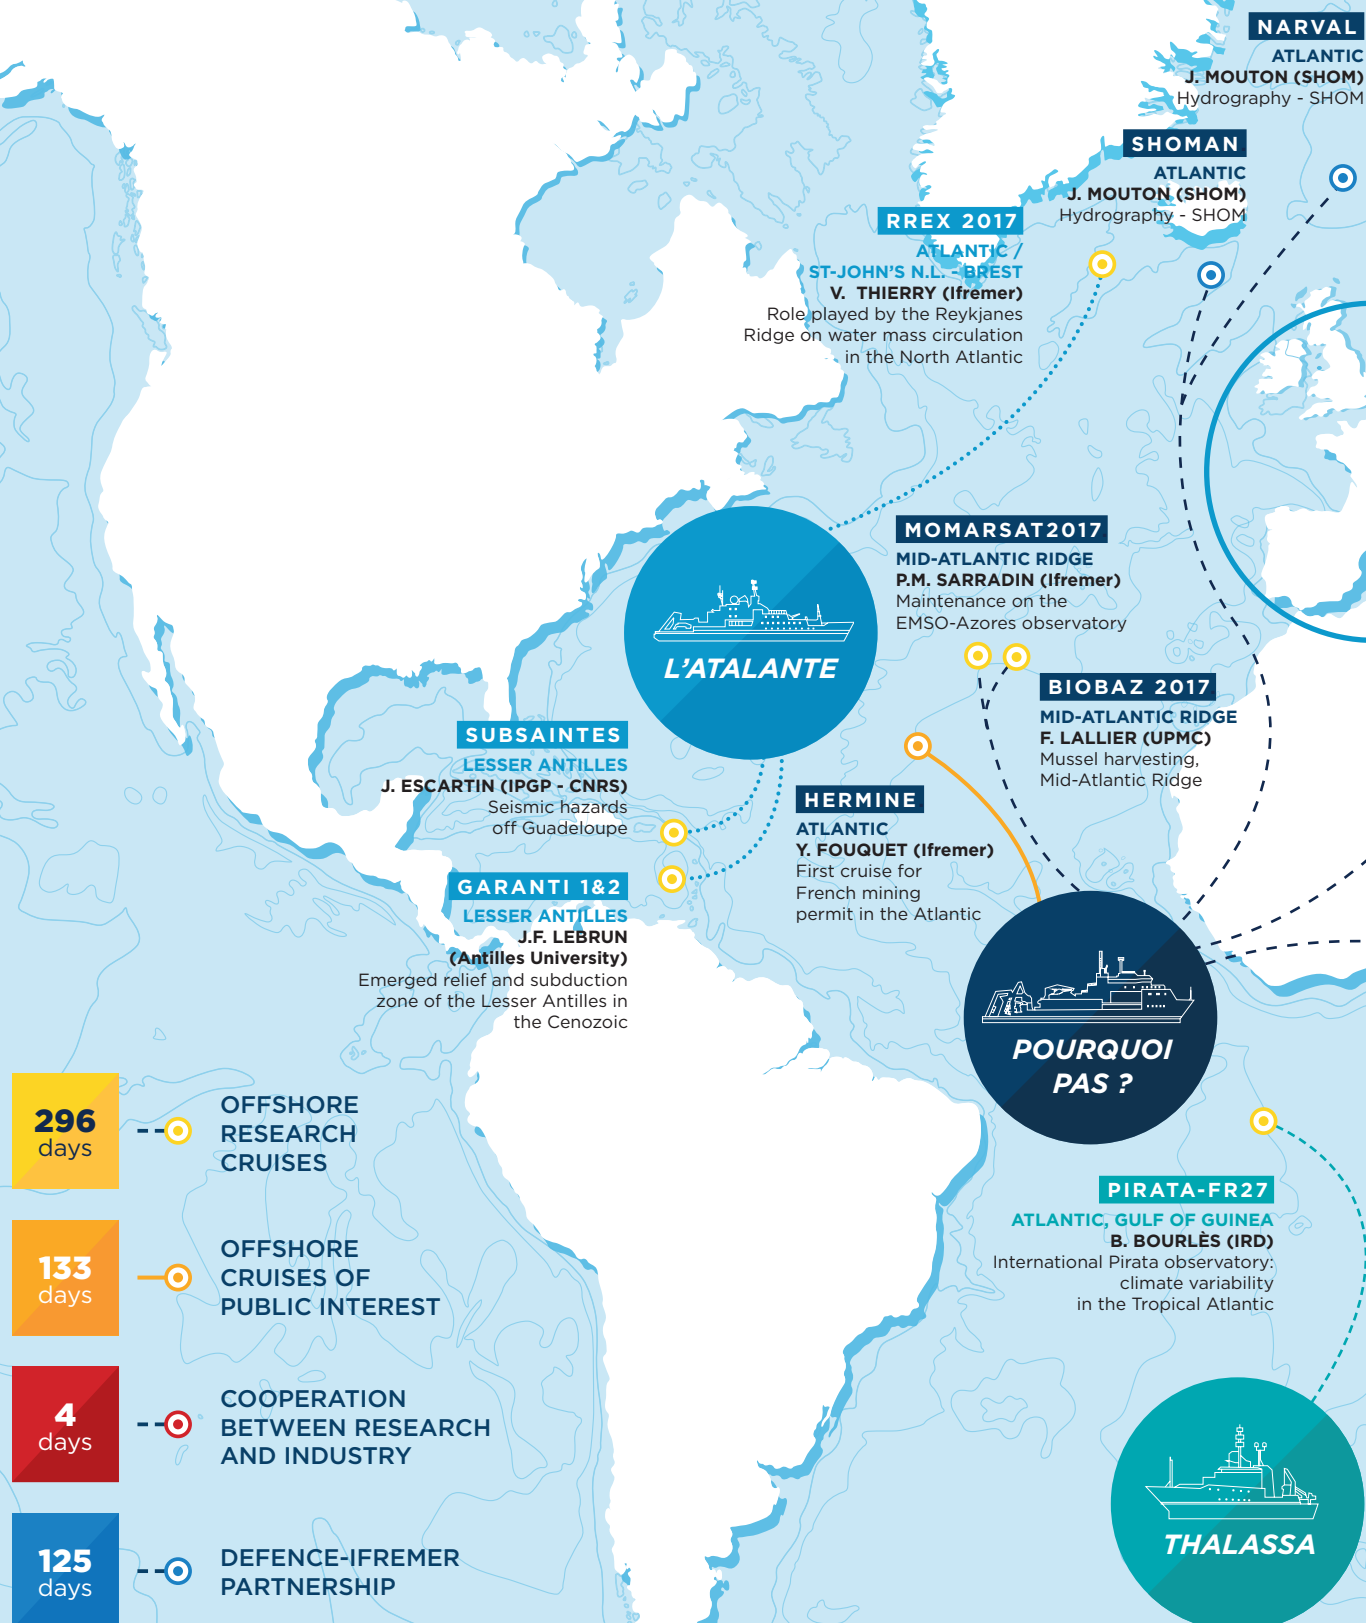 NARVAL
ATLANTIC
J. MOUTON (SHOM)
Hydrography - SHOM
SHOMAN
ATLANTIC
J. MOUTON (SHOM)
Hydrography - SHOM
RREX 2017
ATLANTIC /
ST-JOHN'S N.L. - BREST
V. THIERRY (Ifremer)
Role played by the Reykjanes
Ridge on water mass circulation
in the North Atlantic
MOMARSAT2017
MID-ATLANTIC RIDGE
P.M. SARRADIN (Ifremer)
Maintenance on the
EMSO-Azores observatory
L'ATALANTE
BIOBAZ 2017
MID-ATLANTIC RIDGE
F. LALLIER (UPMC)
Mussel harvesting,
Mid-Atlantic Ridge
SUBSAINTES
LESSER ANTILLES
J. ESCARTIN (IPGP - CNRS)
Seismic hazards
off Guadeloupe
HERMINE
ATLANTIC
Y. FOUQUET (Ifremer)
First cruise for
French mining
permit in the Atlantic
GARANTI 1&2
LESSER ANTILLES
J.F. LEBRUN
(Antilles University)
Emerged relief and subduction
zone of the Lesser Antilles in
the Cenozoic
POURQUOI
PAS ?
296
days
OFFSHORE
RESEARCH
CRUISES
PIRATA-FR27
ATLANTIC, GULF OF GUINEA
B. BOURLÈS (IRD)
International Pirata observatory:
climate variability
in the Tropical Atlantic
133
days
OFFSHORE
CRUISES OF
PUBLIC INTEREST
4
days
COOPERATION
BETWEEN RESEARCH
AND INDUSTRY
THALASSA
125
days
DEFENCE-IFREMER
PARTNERSHIP